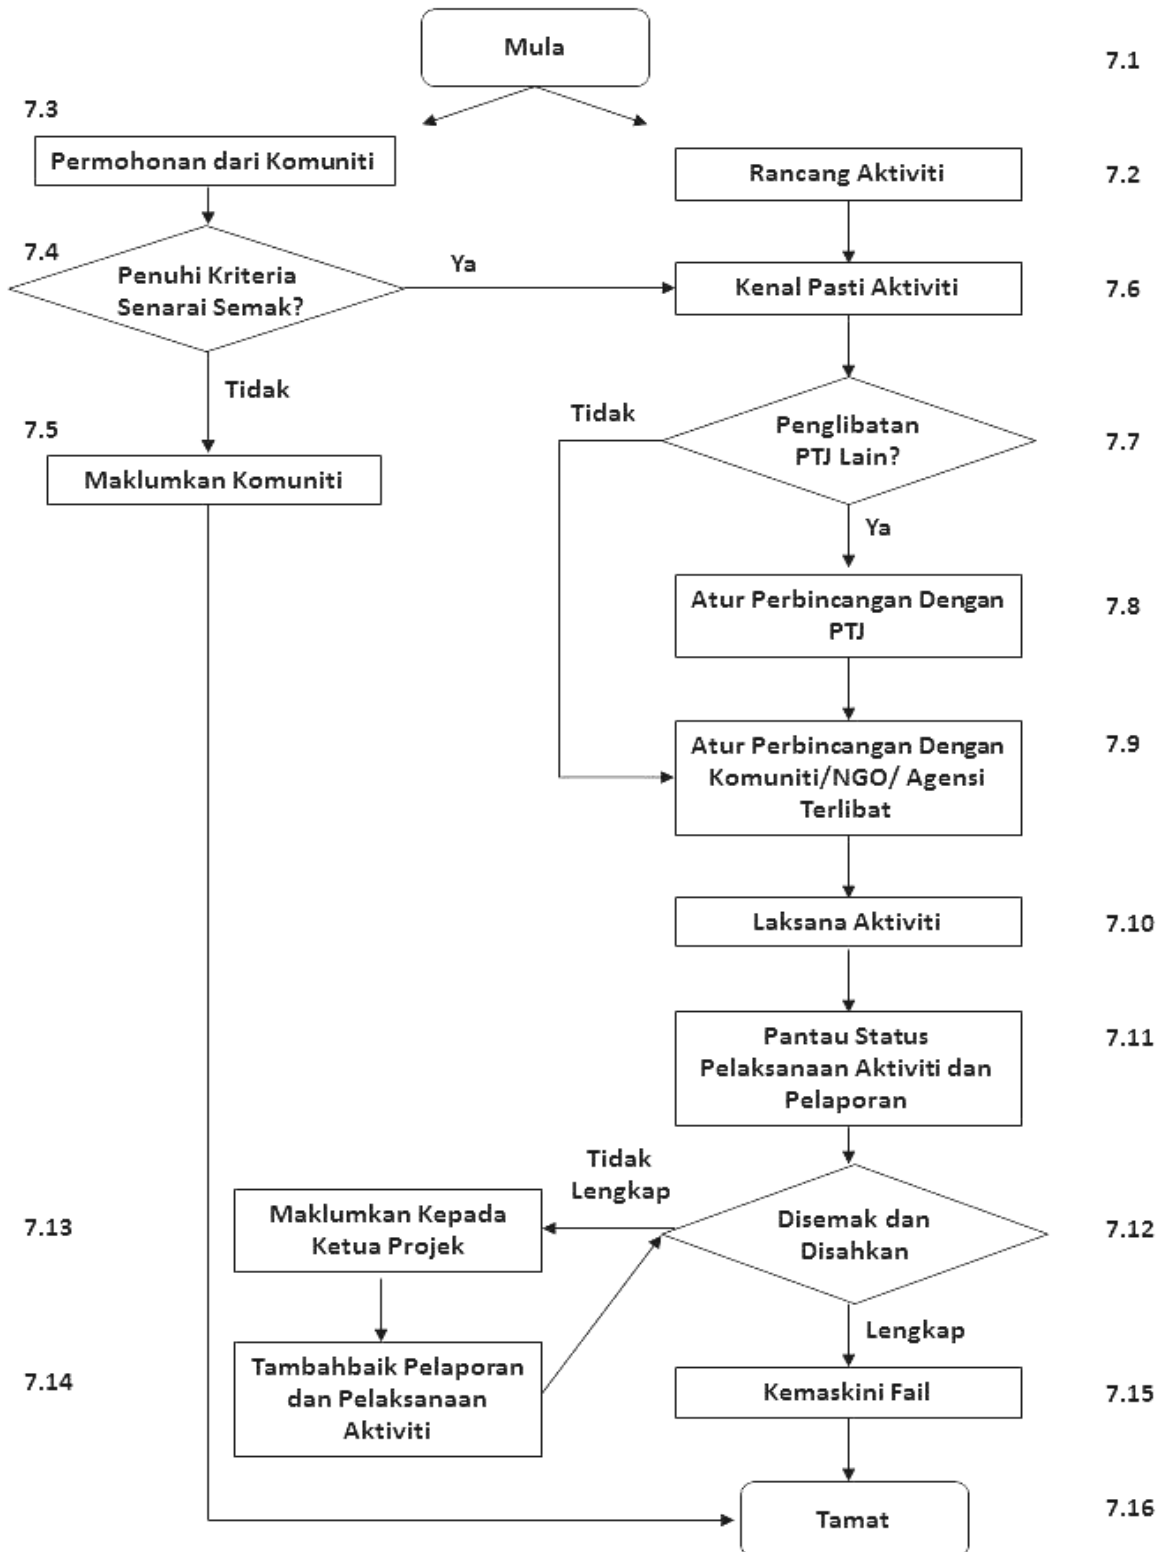 Mula
7.1
7.3
Permohonan dari Komuniti
Rancang Aktiviti
7.2
7.4
Penuhi Kriteria
Senarai Semak?
Ya
Kenal Pasti Aktiviti
7.6
Tidak
7.5
Maklumkan Komuniti
Tidak
Penglibatan
PTJ Lain?
7.7
Ya
Atur Perbincangan Dengan
PTJ
7.8
Atur Perbincangan Dengan
Komuniti/NGO/ Agensi
Terlibat
7.9
Laksana Aktiviti
7.10
Pantau Status
Pelaksanaan Aktiviti dan
Pelaporan
7.11
Tidak
Lengkap
Disemak dan
Disahkan
7.12
7.13
Maklumkan Kepada
Ketua Projek
Lengkap
7.14
Tambahbaik Pelaporan
dan Pelaksanaan
Aktiviti
Kemaskini Fail
7.15
Tamat
7.16